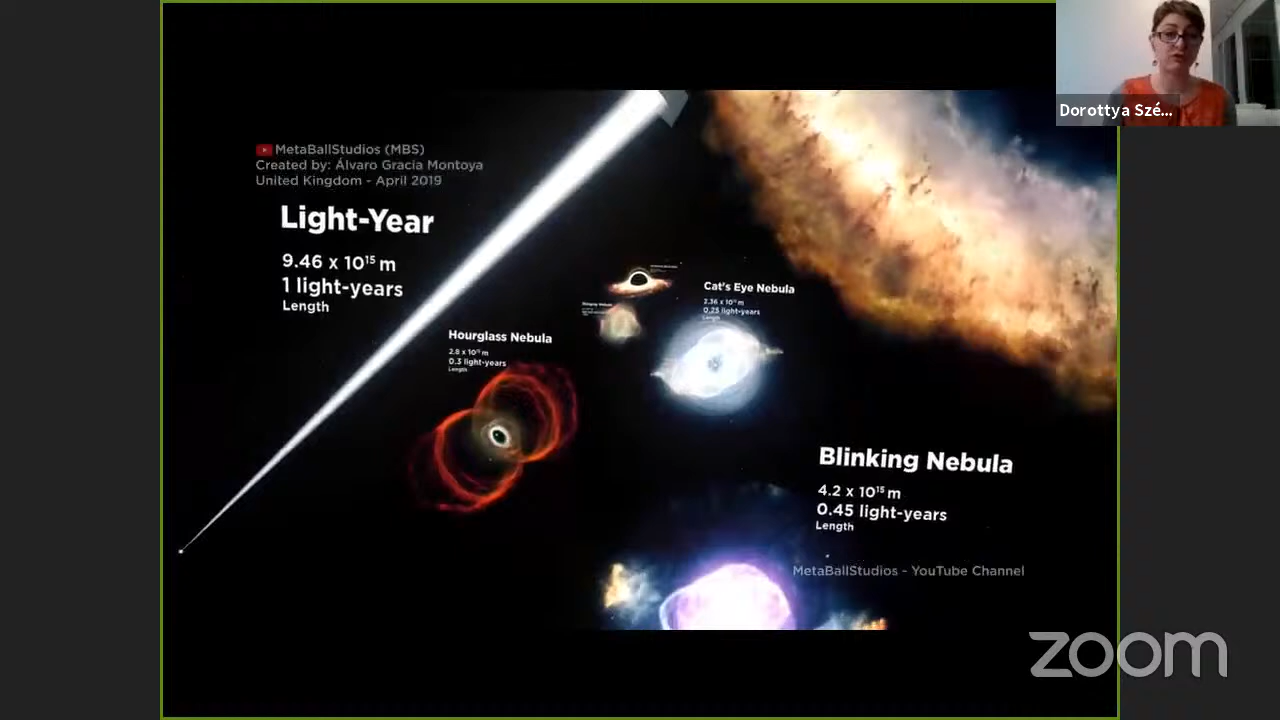 Dorottya Szé...
MetaBallStudios (MBS)
Created by: Álvaro Gracia Montoya
United Kingdom - April 2019
Light-Year
9.46 x 10¹⁵ m
1 light-years
Length
Cat's Eye Nebula
2.36 x 10¹⁵ m
0.25 light-years
Length
Hourglass Nebula
2.8 x 10¹⁵ m
0.3 light-years
Length
Blinking Nebula
4.2 x 10¹⁵ m
0.45 light-years
Length
MetaBallStudios - YouTube Channel
zoom